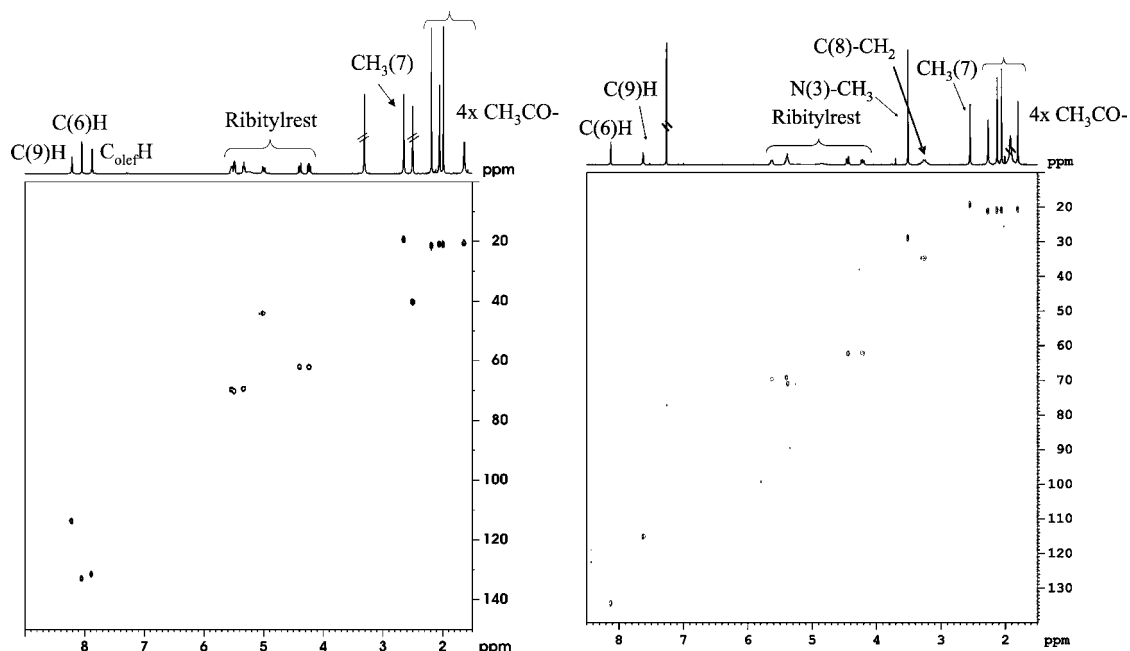 CH3(7)
4x CH3CO-
C(6)H
Ribitylrest
C(9)H
ColefH
ppm
20
40
60
80
100
120
140
8 7 6 5 4 3 2 ppm
C(8)-CH2
CH3(7)
C(9)H
N(3)-CH3
4x CH3CO-
C(6)H
Ribitylrest
ppm
20
30
40
50
60
70
80
90
100
110
120
130
8 7 6 5 4 3 2 ppm